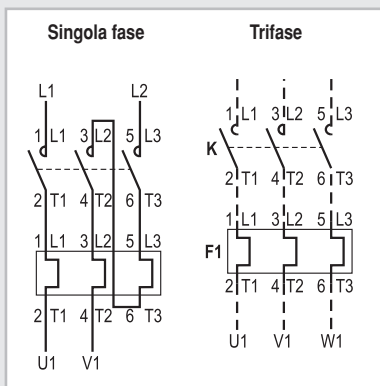 Singola fase
Trifase
L1 L2
1 L1 3 L2 5 L3
2 T1 4 T2 6 T3
1 L1 3 L2 5 L3
2 T1 4 T2 6 T3
U1 V1
1 L1 3 L2 5 L3
K
2 T1 4 T2 6 T3
1 L1 3 L2 5 L3
F1
2 T1 4 T2 6 T3
U1 V1 W1